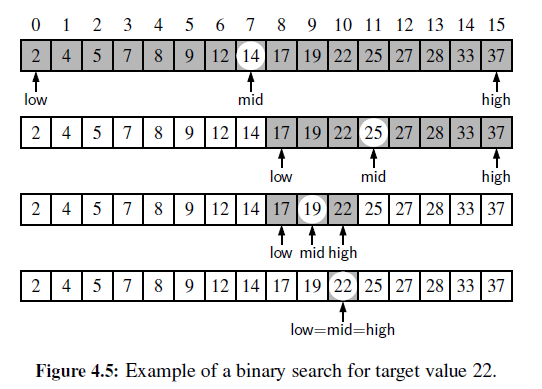 0 1 2 3 4 5 6 7 8 9 10 11 12 13 14 15
2 4 5 7 8 9 12 14 17 19 22 25 27 28 33 37
low mid high
2 4 5 7 8 9 12 14 17 19 22 25 27 28 33 37
low mid high
2 4 5 7 8 9 12 14 17 19 22 25 27 28 33 37
low mid high
2 4 5 7 8 9 12 14 17 19 22 25 27 28 33 37
low=mid=high
Figure 4.5: Example of a binary search for target value 22.